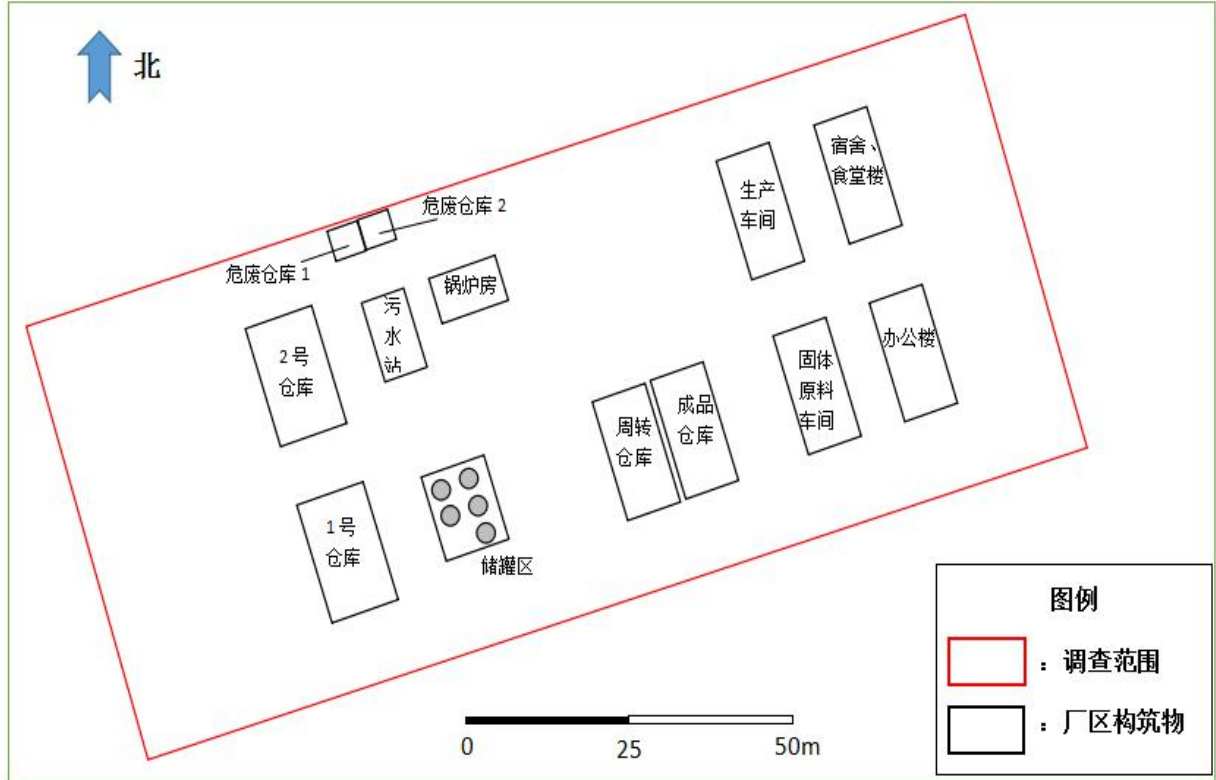 北
宿舍、
食堂楼
生产
车间
危废仓库 2
危废仓库 1
锅炉房
污
水
站
2 号
仓库
办公楼
固体
原料
车间
成品
仓库
周转
仓库
1 号
仓库
储罐区
图例
：调查范围
：厂区构筑物
0 25 50m